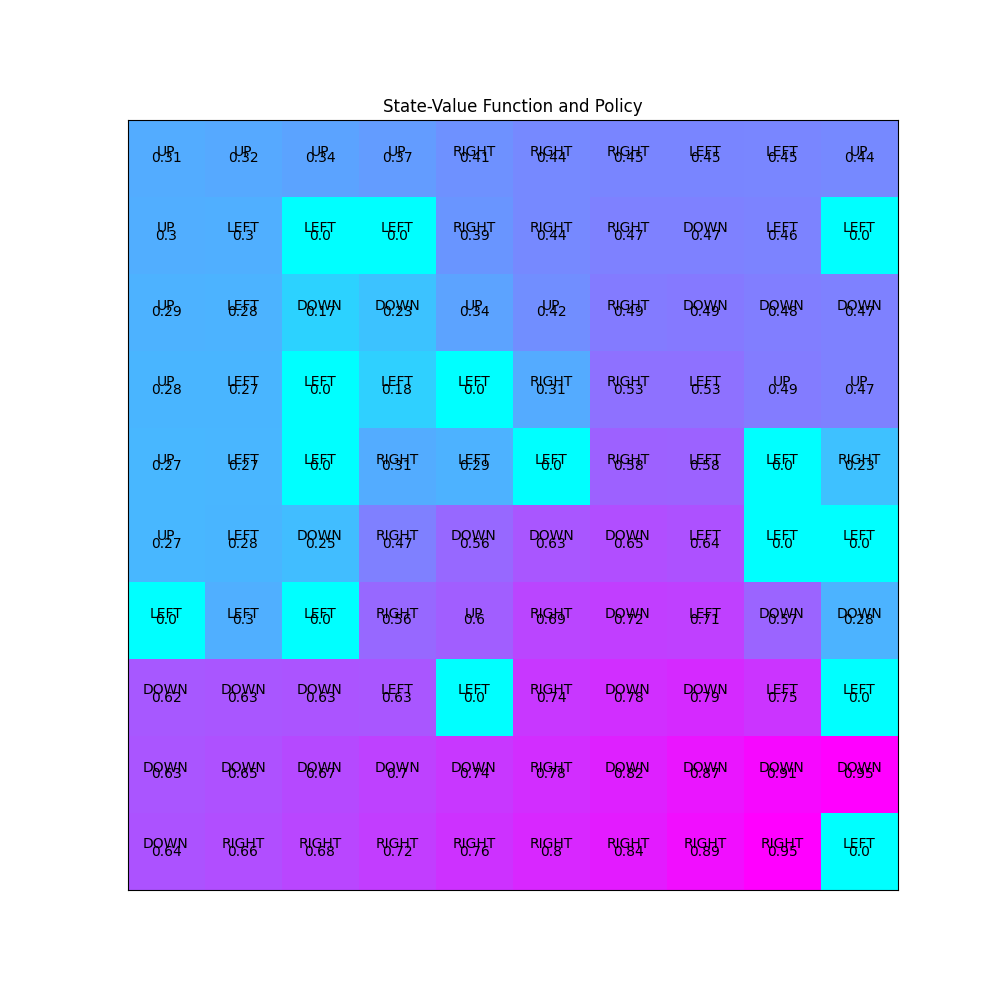 State-Value Function and Policy
UP UP UP UP RIGHT RIGHT RIGHT LEFT LEFT UP
0.31 0.32 0.34 0.37 0.41 0.44 0.45 0.45 0.45 0.44
UP LEFT LEFT LEFT RIGHT RIGHT RIGHT DOWN LEFT LEFT
0.3 0.3 0.0 0.0 0.39 0.44 0.47 0.47 0.46 0.0
UP LEFT DOWN DOWN UP UP RIGHT DOWN DOWN DOWN
0.29 0.28 0.17 0.23 0.34 0.42 0.49 0.49 0.48 0.47
UP LEFT LEFT LEFT LEFT RIGHT RIGHT LEFT UP UP
0.28 0.27 0.0 0.18 0.0 0.31 0.53 0.53 0.49 0.47
UP LEFT LEFT RIGHT LEFT LEFT RIGHT LEFT LEFT RIGHT
0.27 0.27 0.0 0.31 0.29 0.0 0.58 0.58 0.0 0.23
UP LEFT DOWN RIGHT DOWN DOWN DOWN LEFT LEFT LEFT
0.27 0.28 0.25 0.47 0.56 0.63 0.65 0.64 0.0 0.0
LEFT LEFT LEFT RIGHT UP RIGHT DOWN LEFT DOWN DOWN
0.0 0.3 0.0 0.56 0.6 0.69 0.72 0.71 0.57 0.28
DOWN DOWN DOWN LEFT LEFT RIGHT DOWN DOWN LEFT LEFT
0.62 0.63 0.63 0.63 0.0 0.74 0.78 0.79 0.75 0.0
DOWN DOWN DOWN DOWN DOWN RIGHT DOWN DOWN DOWN DOWN
0.63 0.65 0.67 0.7 0.74 0.78 0.82 0.87 0.91 0.95
DOWN RIGHT RIGHT RIGHT RIGHT RIGHT RIGHT RIGHT RIGHT LEFT
0.64 0.66 0.68 0.72 0.76 0.8 0.84 0.89 0.95 0.0